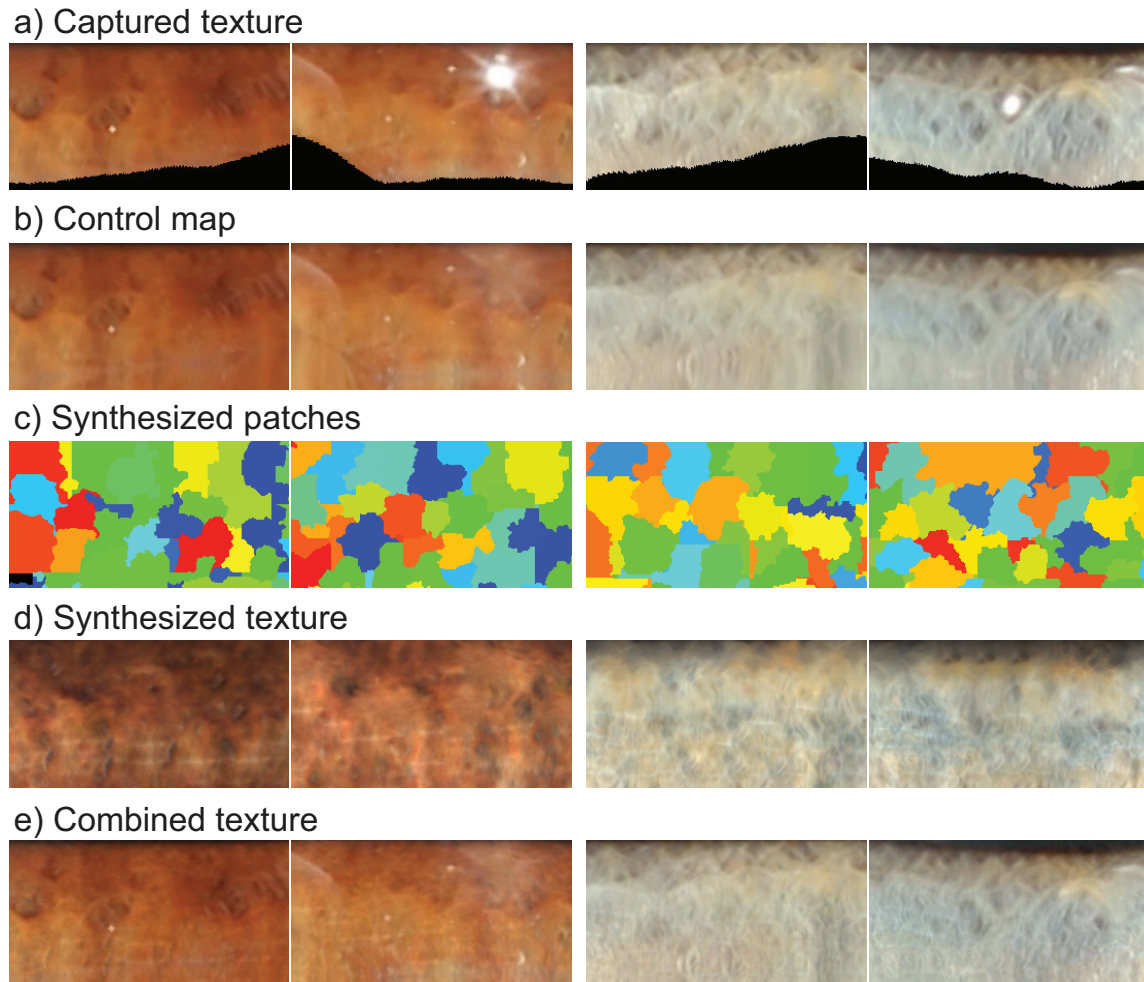 a) Captured texture
b) Control map
c) Synthesized patches
d) Synthesized texture
e) Combined texture